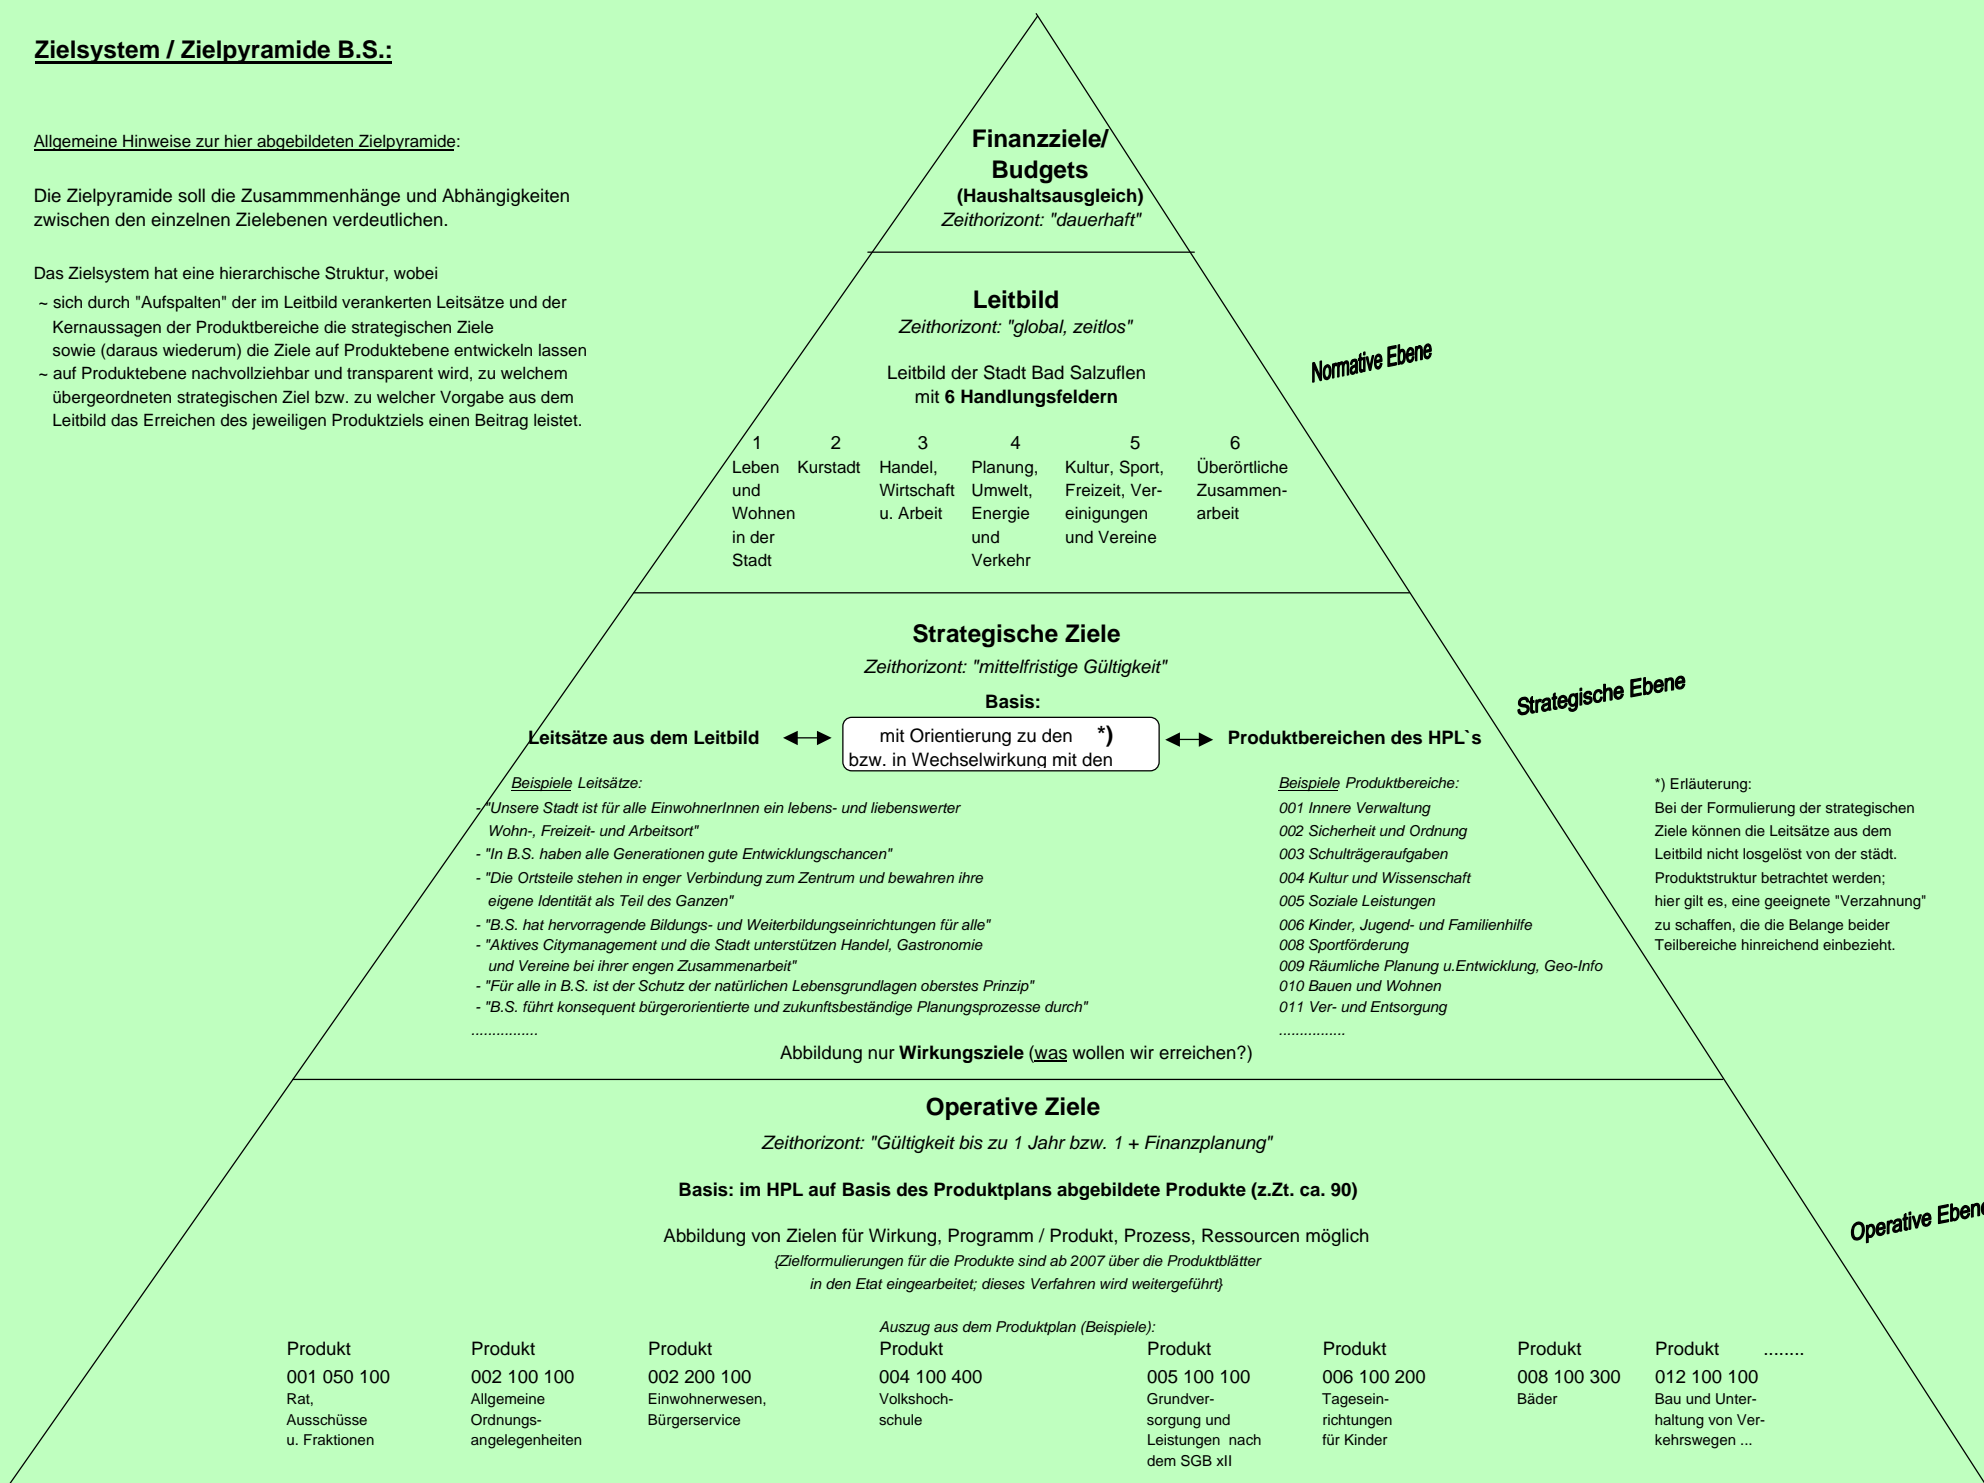 Zielsystem / Zielpyramide B.S.:
Allgemeine Hinweise zur hier abgebildeten Zielpyramide:
Die Zielpyramide soll die Zusammmenhänge und Abhängigkeiten
zwischen den einzelnen Zielebenen verdeutlichen.
Das Zielsystem hat eine hierarchische Struktur, wobei
~ sich durch "Aufspalten" der im Leitbild verankerten Leitsätze und der
Kernaussagen der Produktbereiche die strategischen Ziele
sowie (daraus wiederum) die Ziele auf Produktebene entwickeln lassen
~ auf Produktebene nachvollziehbar und transparent wird, zu welchem
übergeordneten strategischen Ziel bzw. zu welcher Vorgabe aus dem
Leitbild das Erreichen des jeweiligen Produktziels einen Beitrag leistet.
Finanzziele/
Budgets
(Haushaltsausgleich)
Zeithorizont: "dauerhaft"
Leitbild
Zeithorizont: "global, zeitlos"
Leitbild der Stadt Bad Salzuflen
mit 6 Handlungsfeldern
Normative Ebene
1
Leben
und
Wohnen
in der
Stadt
2
Kurstadt
3
Handel,
Wirtschaft
u. Arbeit
4
Planung,
Umwelt,
Energie
und
Verkehr
5
Kultur, Sport,
Freizeit, Ver-
einigungen
und Vereine
6
Überörtliche
Zusammen-
arbeit
Strategische Ziele
Zeithorizont: "mittelfristige Gültigkeit"
Strategische Ebene
Basis:
Leitsätze aus dem Leitbild
mit Orientierung zu den *)
bzw. in Wechselwirkung mit den
Produktbereichen des HPL`s
Beispiele Leitsätze:
- "Unsere Stadt ist für alle EinwohnerInnen ein lebens- und liebenswerter
Wohn-, Freizeit- und Arbeitsort"
- "In B.S. haben alle Generationen gute Entwicklungschancen"
- "Die Ortsteile stehen in enger Verbindung zum Zentrum und bewahren ihre
eigene Identität als Teil des Ganzen"
- "B.S. hat hervorragende Bildungs- und Weiterbildungseinrichtungen für alle"
- "Aktives Citymanagement und die Stadt unterstützen Handel, Gastronomie
und Vereine bei ihrer engen Zusammenarbeit"
- "Für alle in B.S. ist der Schutz der natürlichen Lebensgrundlagen oberstes Prinzip"
- "B.S. führt konsequent bürgerorientierte und zukunftsbeständige Planungsprozesse durch"
................
Beispiele Produktbereiche:
001 Innere Verwaltung
002 Sicherheit und Ordnung
003 Schulträgeraufgaben
004 Kultur und Wissenschaft
005 Soziale Leistungen
006 Kinder, Jugend- und Familienhilfe
008 Sportförderung
009 Räumliche Planung u.Entwicklung, Geo-Info
010 Bauen und Wohnen
011 Ver- und Entsorgung
................
*) Erläuterung:
Bei der Formulierung der strategischen
Ziele können die Leitsätze aus dem
Leitbild nicht losgelöst von der städt.
Produktstruktur betrachtet werden;
hier gilt es, eine geeignete "Verzahnung"
zu schaffen, die die Belange beider
Teilbereiche hinreichend einbezieht.
Abbildung nur Wirkungsziele (was wollen wir erreichen?)
Operative Ziele
Zeithorizont: "Gültigkeit bis zu 1 Jahr bzw. 1 + Finanzplanung"
Basis: im HPL auf Basis des Produktplans abgebildete Produkte (z.Zt. ca. 90)
Operative Ebene
Abbildung von Zielen für Wirkung, Programm / Produkt, Prozess, Ressourcen möglich
{Zielformulierungen für die Produkte sind ab 2007 über die Produktblätter
in den Etat eingearbeitet; dieses Verfahren wird weitergeführt}
Auszug aus dem Produktplan (Beispiele):
Produkt
001 050 100
Rat,
Ausschüsse
u. Fraktionen
Produkt
002 100 100
Allgemeine
Ordnungs-
angelegenheiten
Produkt
002 200 100
Einwohnerwesen,
Bürgerservice
Produkt
004 100 400
Volkshoch-
schule
Produkt
005 100 100
Grundver-
sorgung und
Leistungen nach
dem SGB xII
Produkt
006 100 200
Tagesein-
richtungen
für Kinder
Produkt
008 100 300
Bäder
Produkt
012 100 100
Bau und Unter-
haltung von Ver-
kehrswegen ...
........